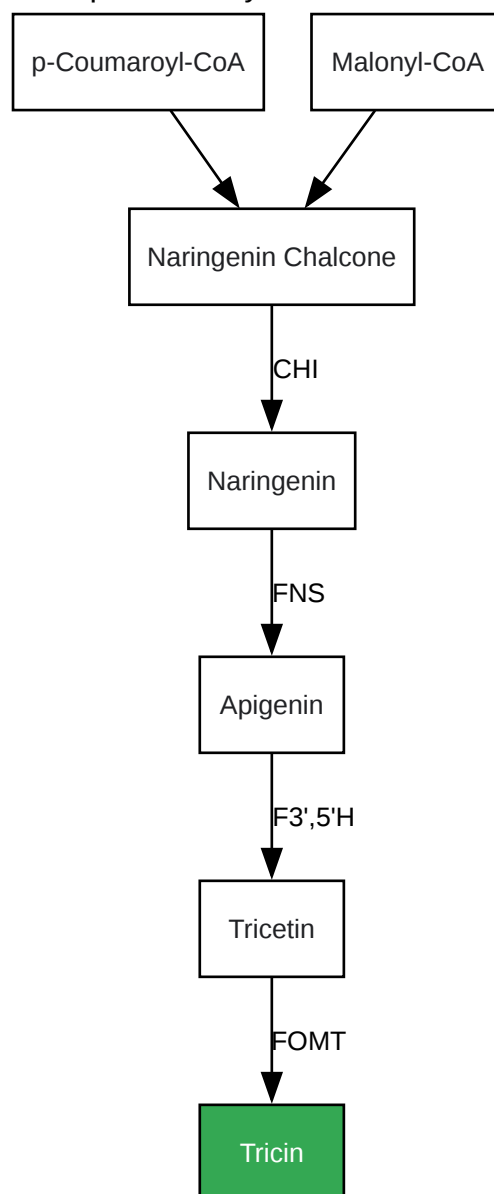 p-Coumaroyl-CoA
Malonyl-CoA
Naringenin Chalcone
CHI
Naringenin
FNS
Apigenin
F3',5'H
Tricetin
FOMT
Tricin